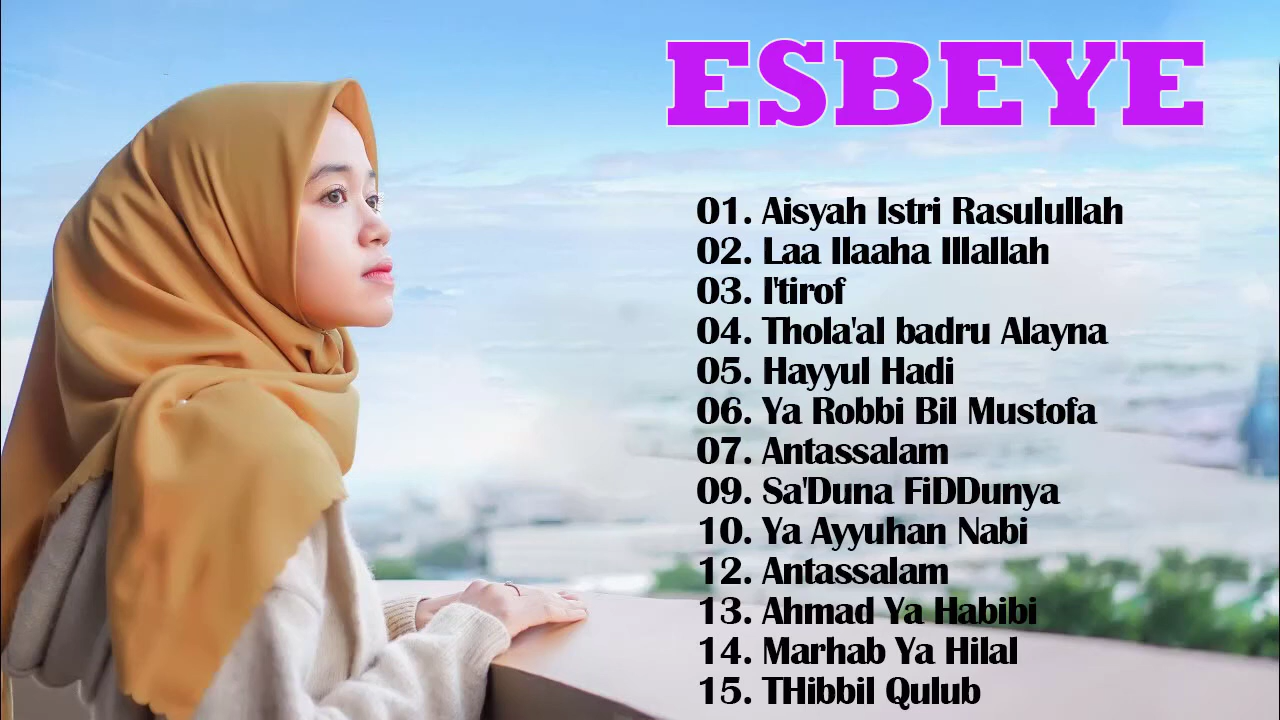 ESBEYE
01. Aisyah Istri Rasulullah
02. Laa Ilaaha Illallah
03. I'tirof
04. Thola'al badru Alayna
05. Hayyul Hadi
06. Ya Robbi Bil Mustofa
07. Antassalam
09. Sa'Duna FiDDunya
10. Ya Ayyuhan Nabi
12. Antassalam
13. Ahmad Ya Habibi
14. Marhab Ya Hilal
15. THibbil Qulub